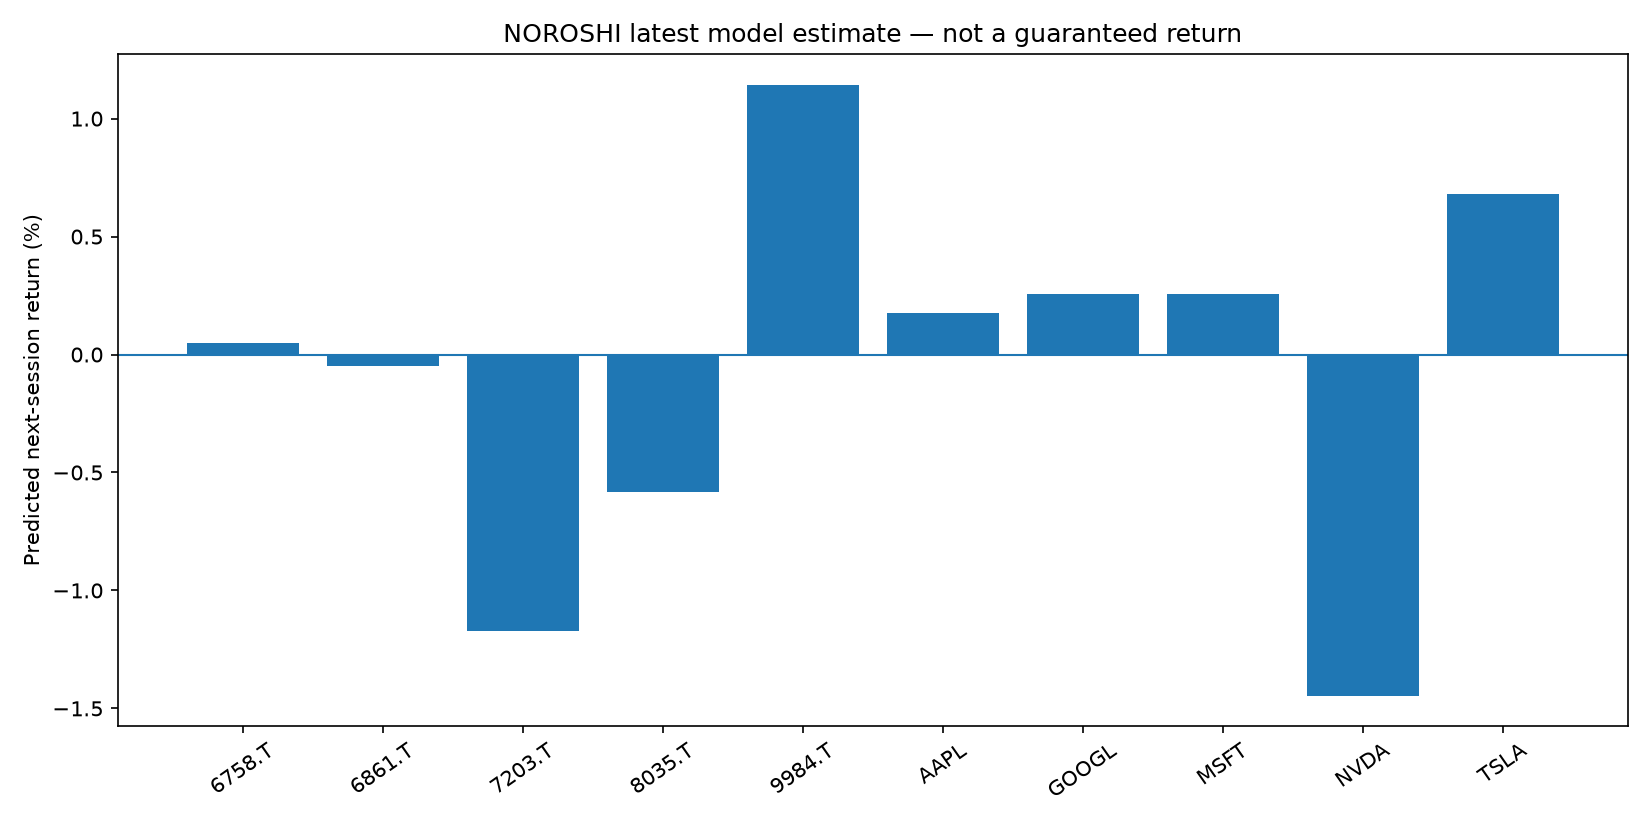 NOROSHI latest model estimate — not a guaranteed return
Predicted next-session return (%)
1.0
0.5
0.0
−0.5
−1.0
−1.5
6758.T
6861.T
7203.T
8035.T
9984.T
AAPL
GOOGL
MSFT
NVDA
TSLA